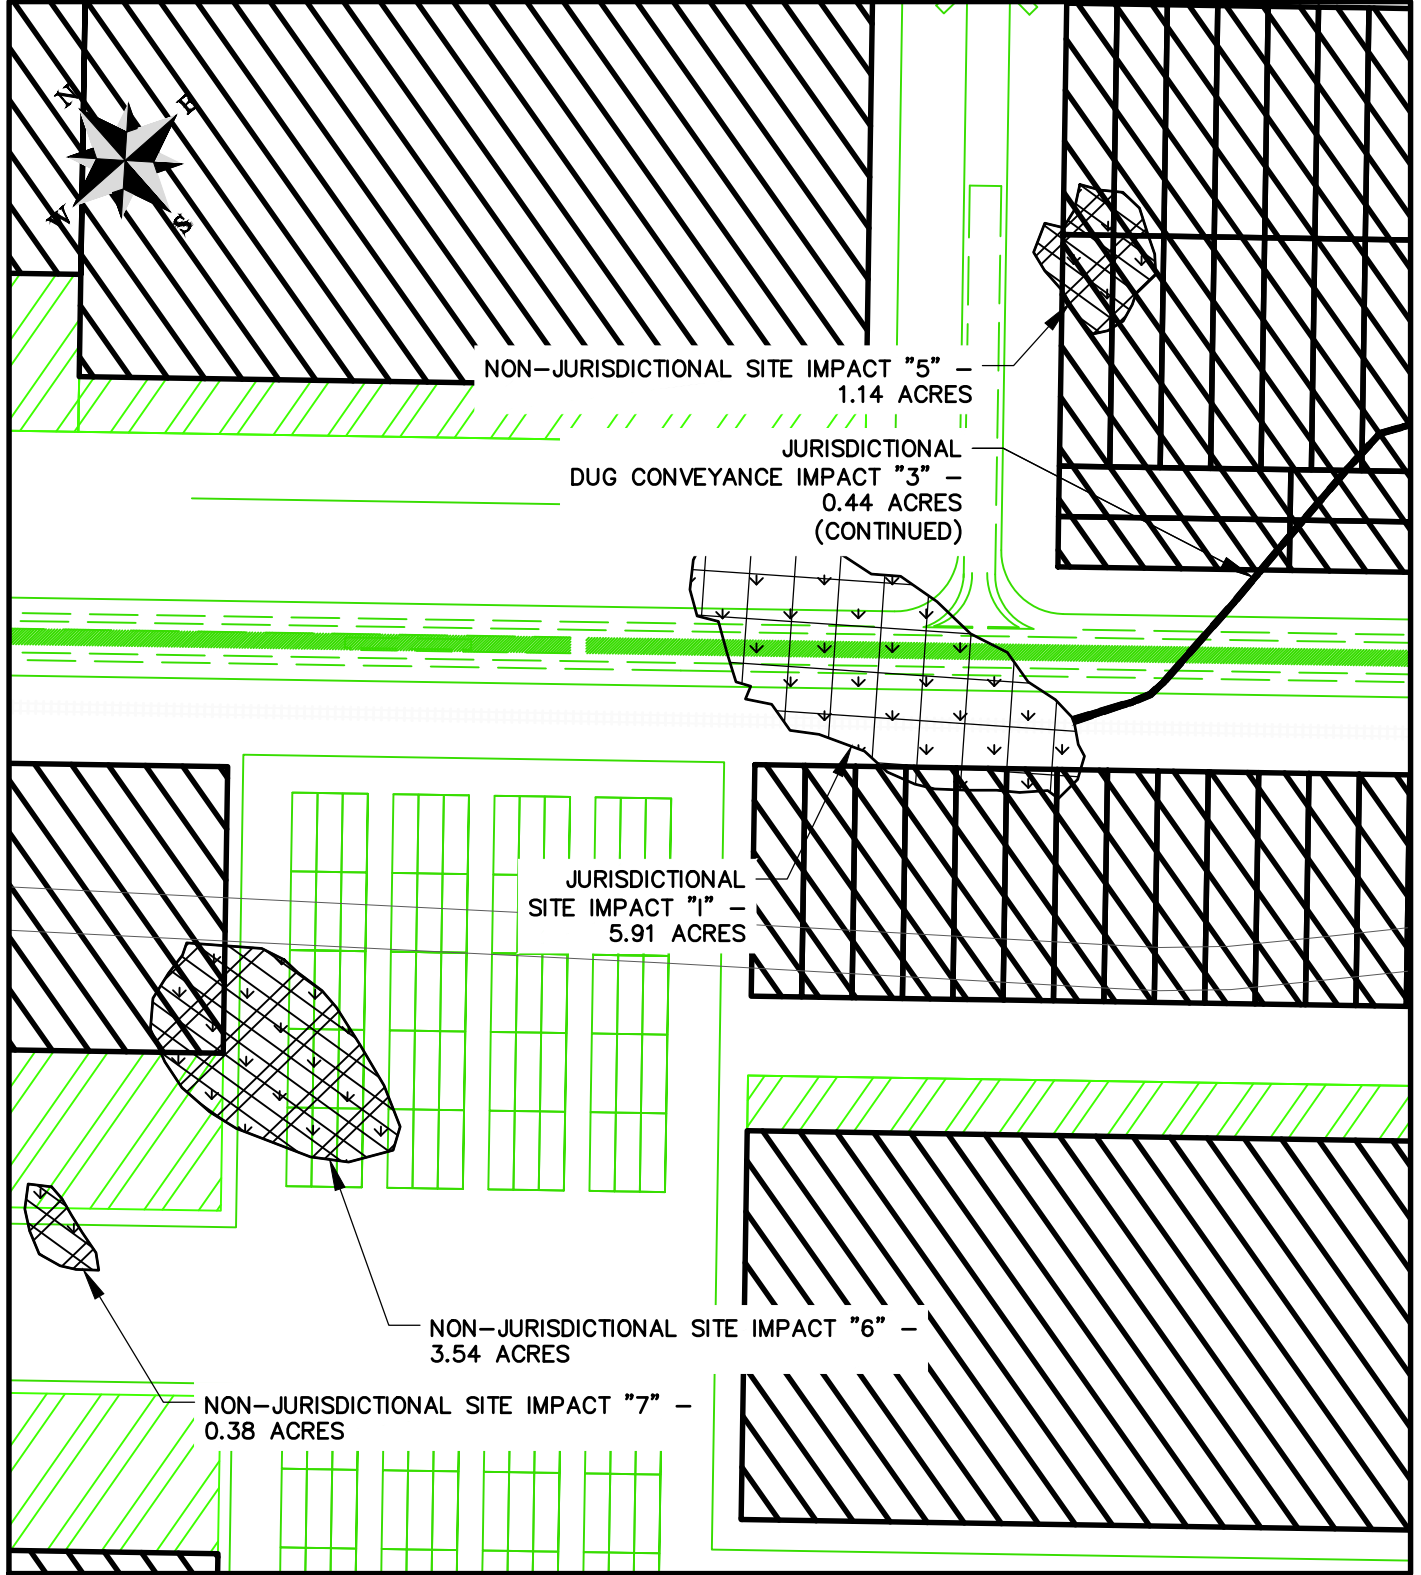 N
E
W
S
NON-JURISDICTIONAL SITE IMPACT "5" -
1.14 ACRES
JURISDICTIONAL
DUG CONVEYANCE IMPACT "3" -
0.44 ACRES
(CONTINUED)
JURISDICTIONAL
SITE IMPACT "1" -
5.91 ACRES
NON-JURISDICTIONAL SITE IMPACT "6" -
3.54 ACRES
NON-JURISDICTIONAL SITE IMPACT "7" -
0.38 ACRES